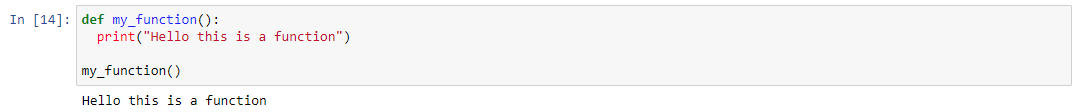 In [14]: def my_function():
  print("Hello this is a function")
my_function()
Hello this is a function